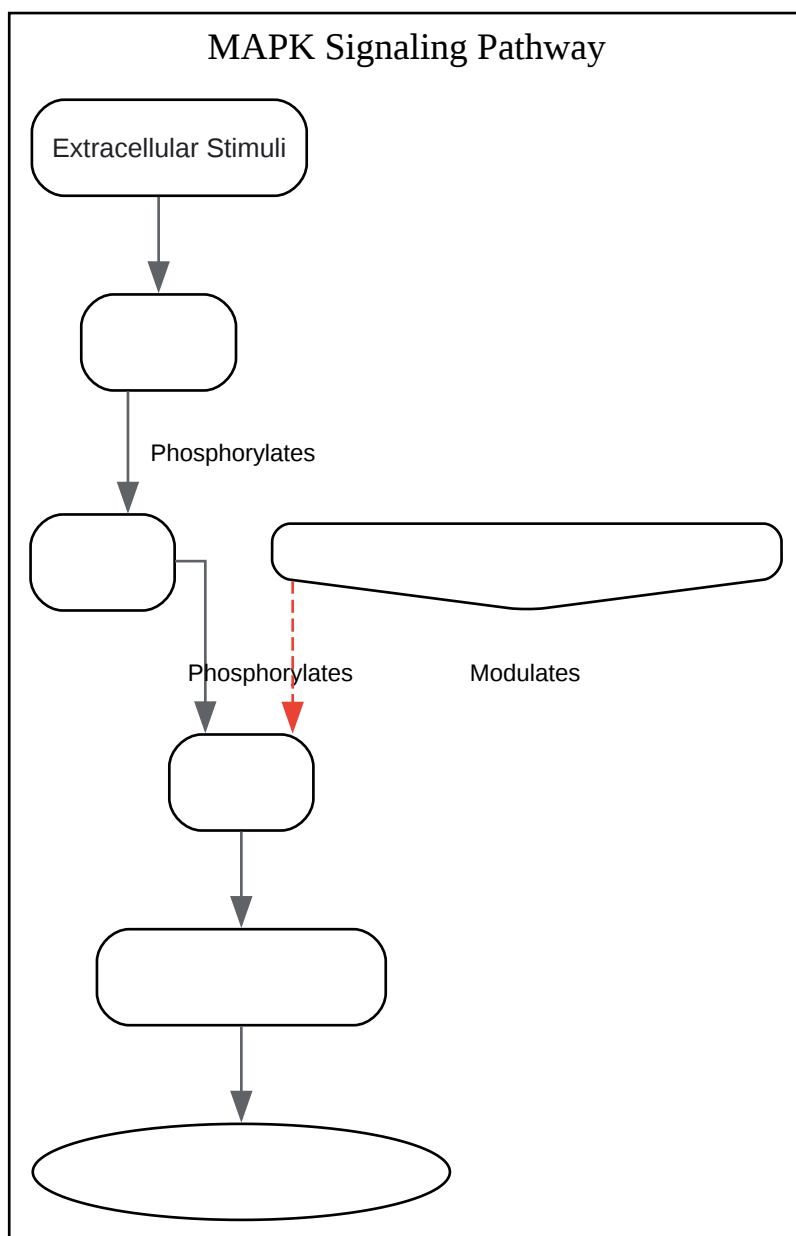 MAPK Signaling Pathway
Extracellular Stimuli
Phosphorylates
Phosphorylates
Modulates